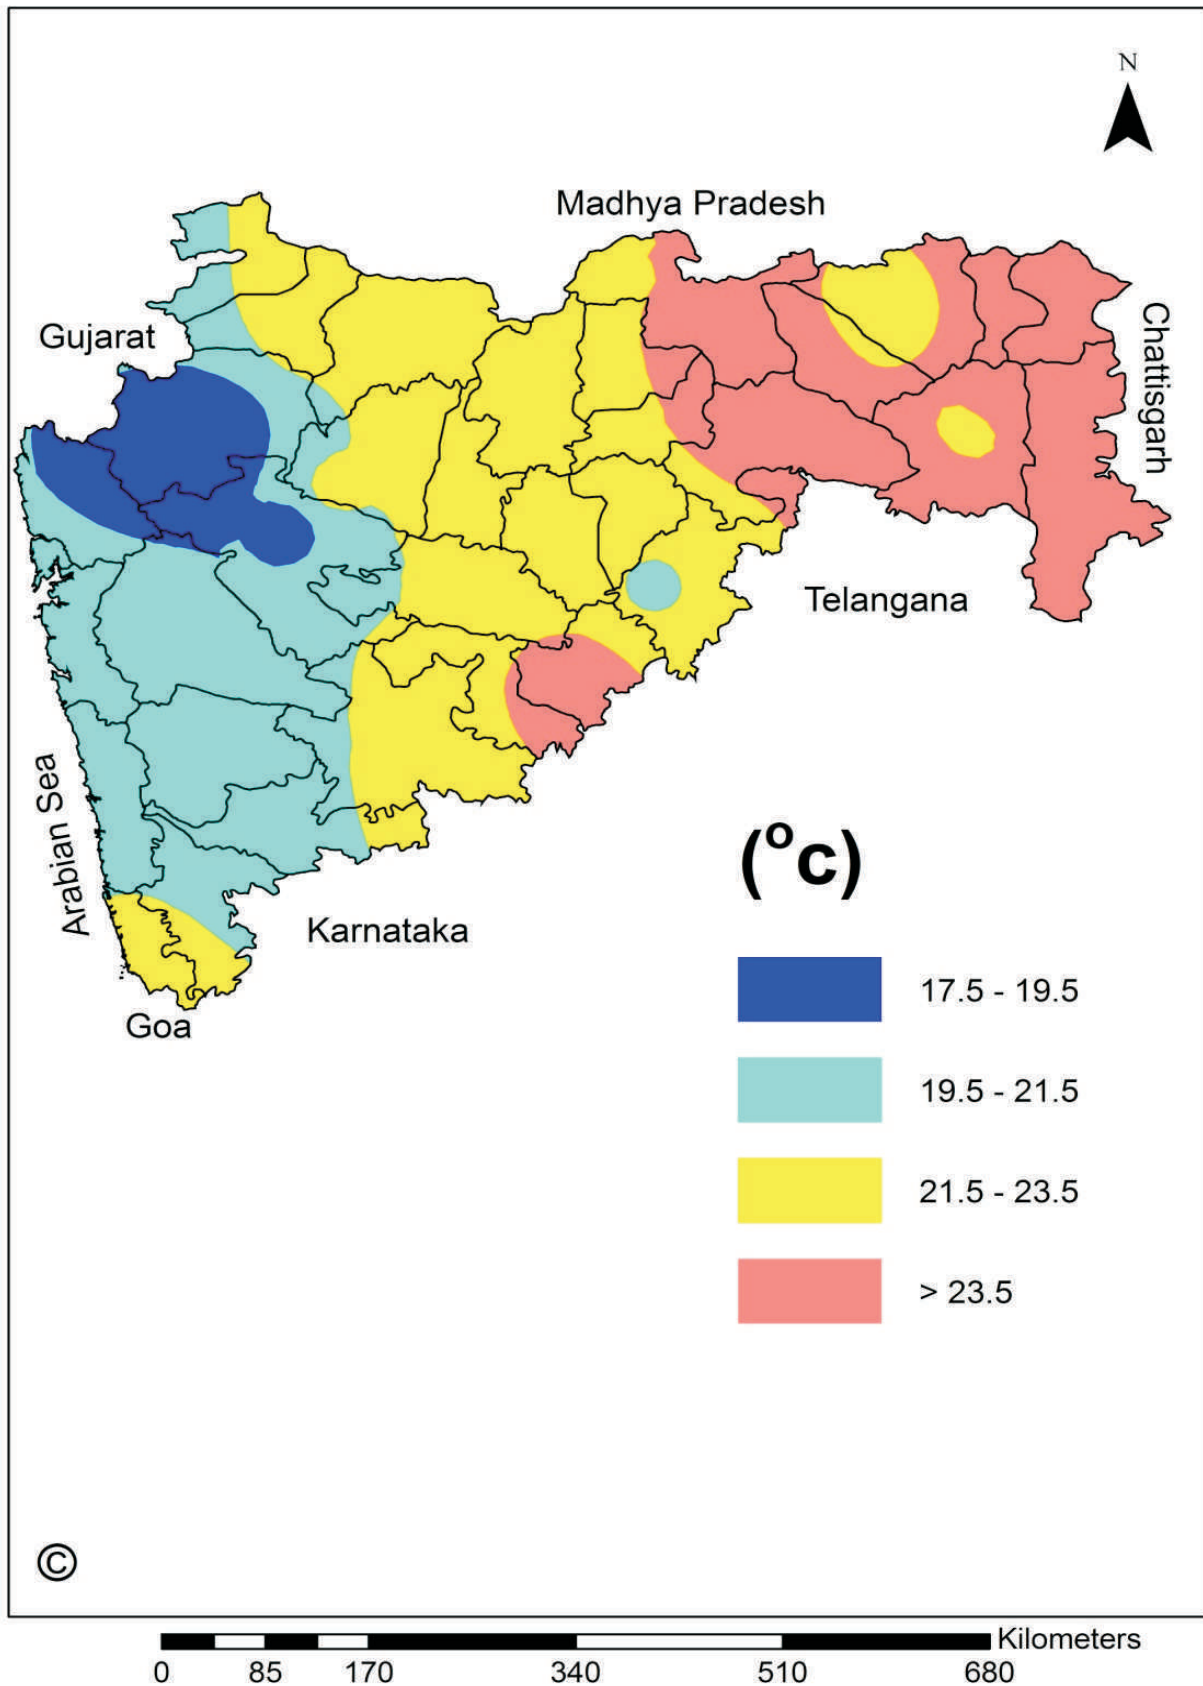 N
Madhya Pradesh
Gujarat
Chattisgarh
Telangana
Arabian Sea
(°c)
Karnataka
17.5 - 19.5
Goa
19.5 - 21.5
21.5 - 23.5
> 23.5
©
Kilometers
0 85 170 340 510 680